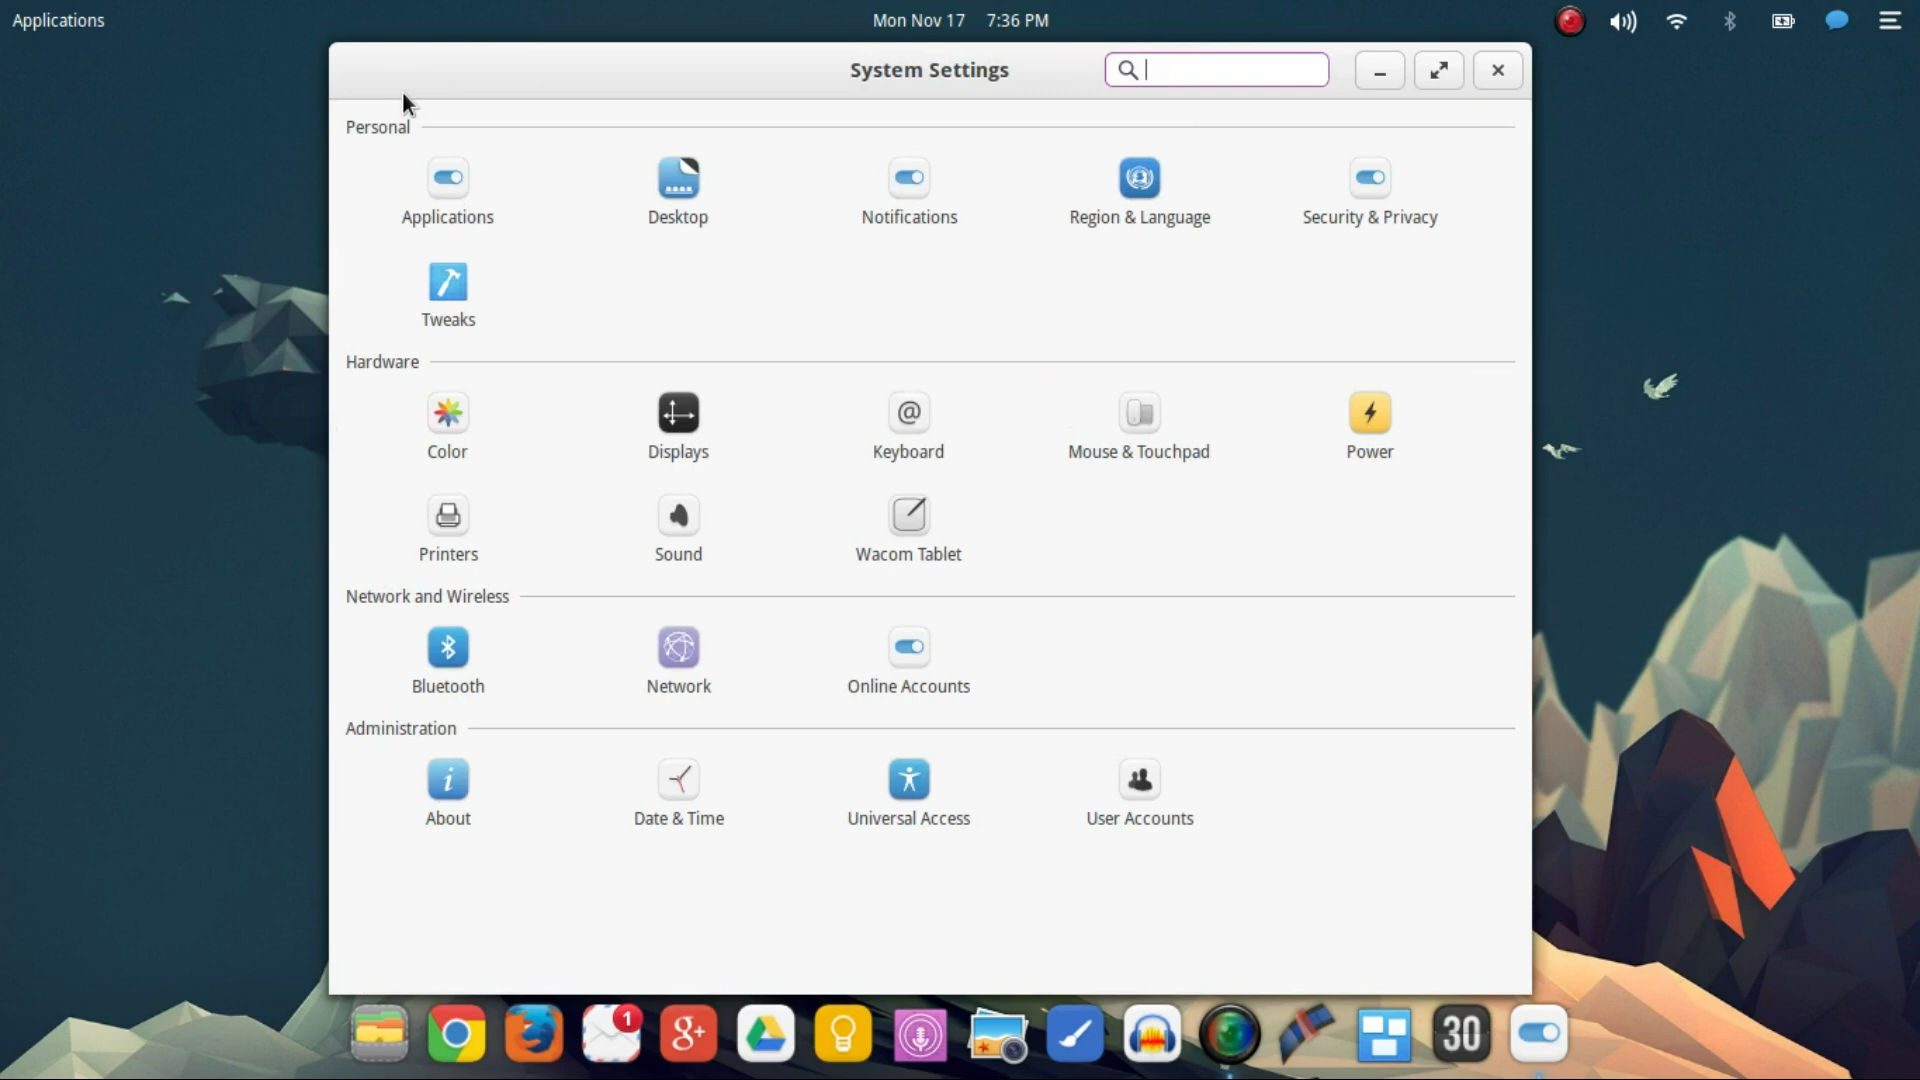 Applications Mon Nov 17 7:36 PM
System Settings
Personal
Applications Desktop Notifications Region & Language Security & Privacy
Tweaks
Hardware
Color Displays Keyboard Mouse & Touchpad Power
@
Printers Sound Wacom Tablet
Network and Wireless
Bluetooth Network Online Accounts
Administration
i
About Date & Time Universal Access User Accounts
1
g+
30